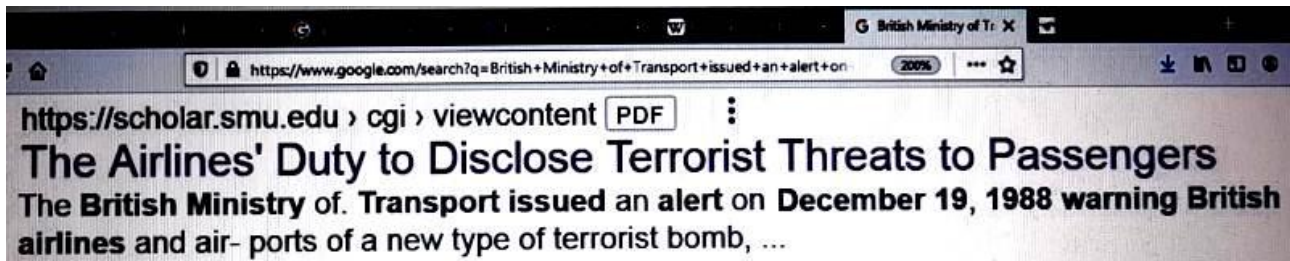 G British Ministry of Tr X
https://www.google.com/search?q=British+Ministry+of+Transport+issued+an+alert+on 200%
https://scholar.smu.edu › cgi › viewcontent PDF
The Airlines' Duty to Disclose Terrorist Threats to Passengers
The British Ministry of. Transport issued an alert on December 19, 1988 warning British
airlines and air- ports of a new type of terrorist bomb, ...